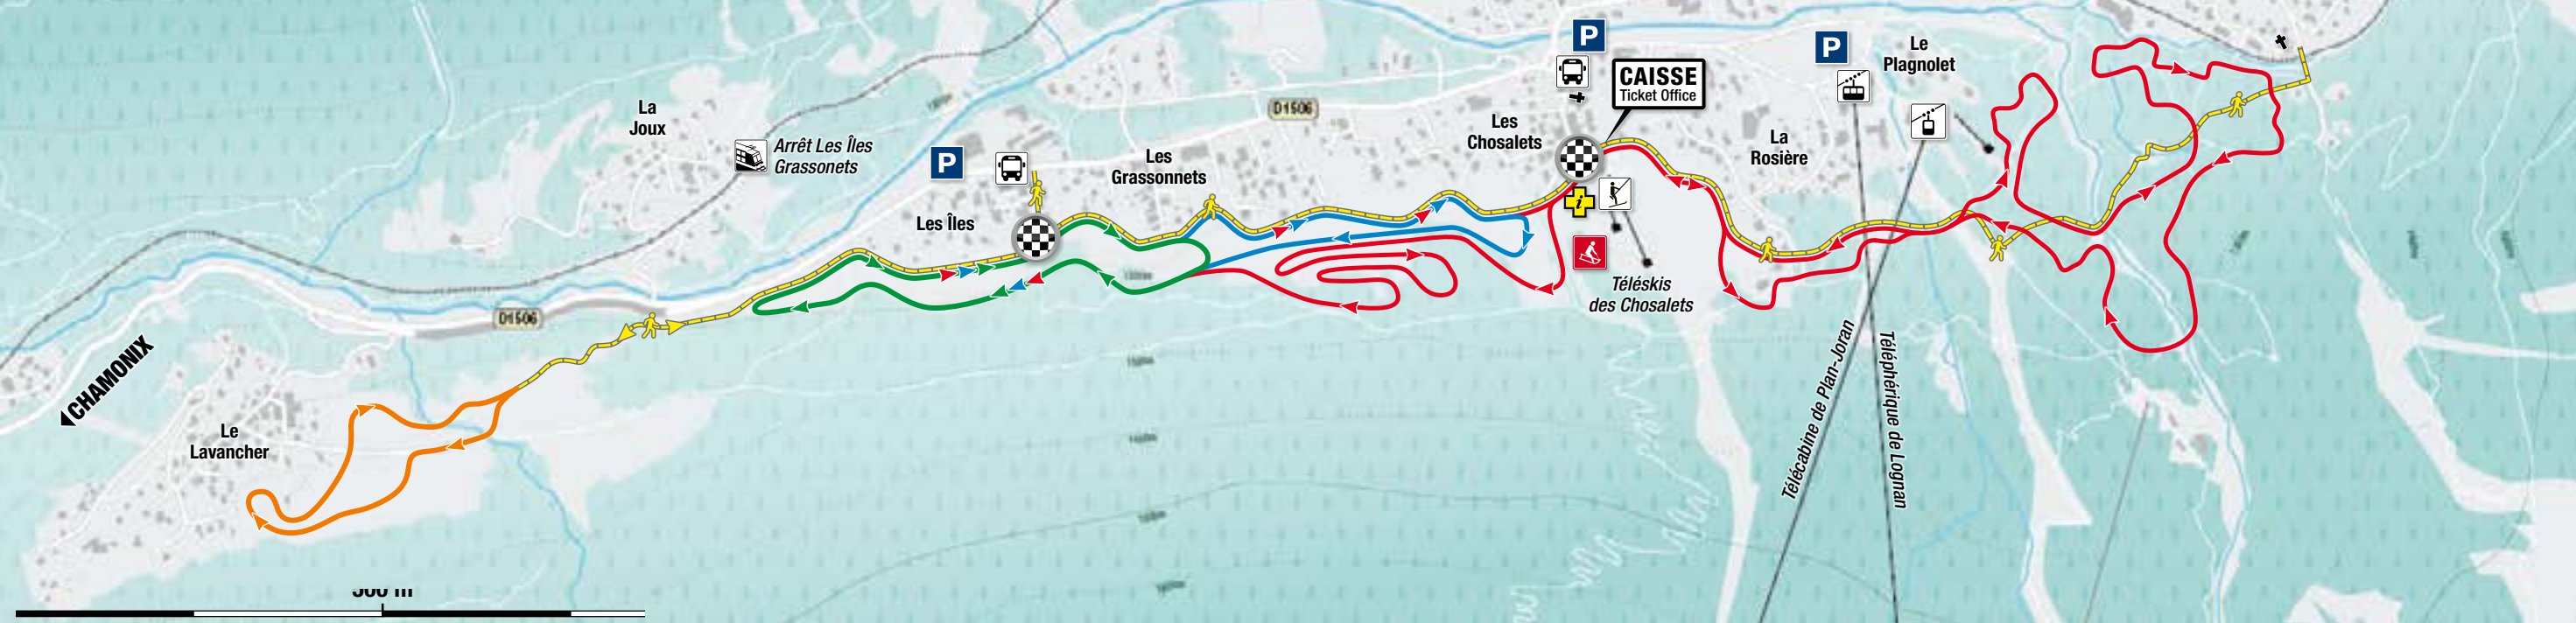 P
P
P
Le
Plagnolet
CAISSE
Ticket Office
La
Joux
D1506
Arrêt Les Îles
Grassonets
Les
Chosalets
La
Rosière
Les
Grassonnets
Les Îles
i
Téléskis
des Chosalets
D1506
CHAMONIX
Télécabine de Plan-Joran
Téléphérique de Lognan
Le
Lavancher